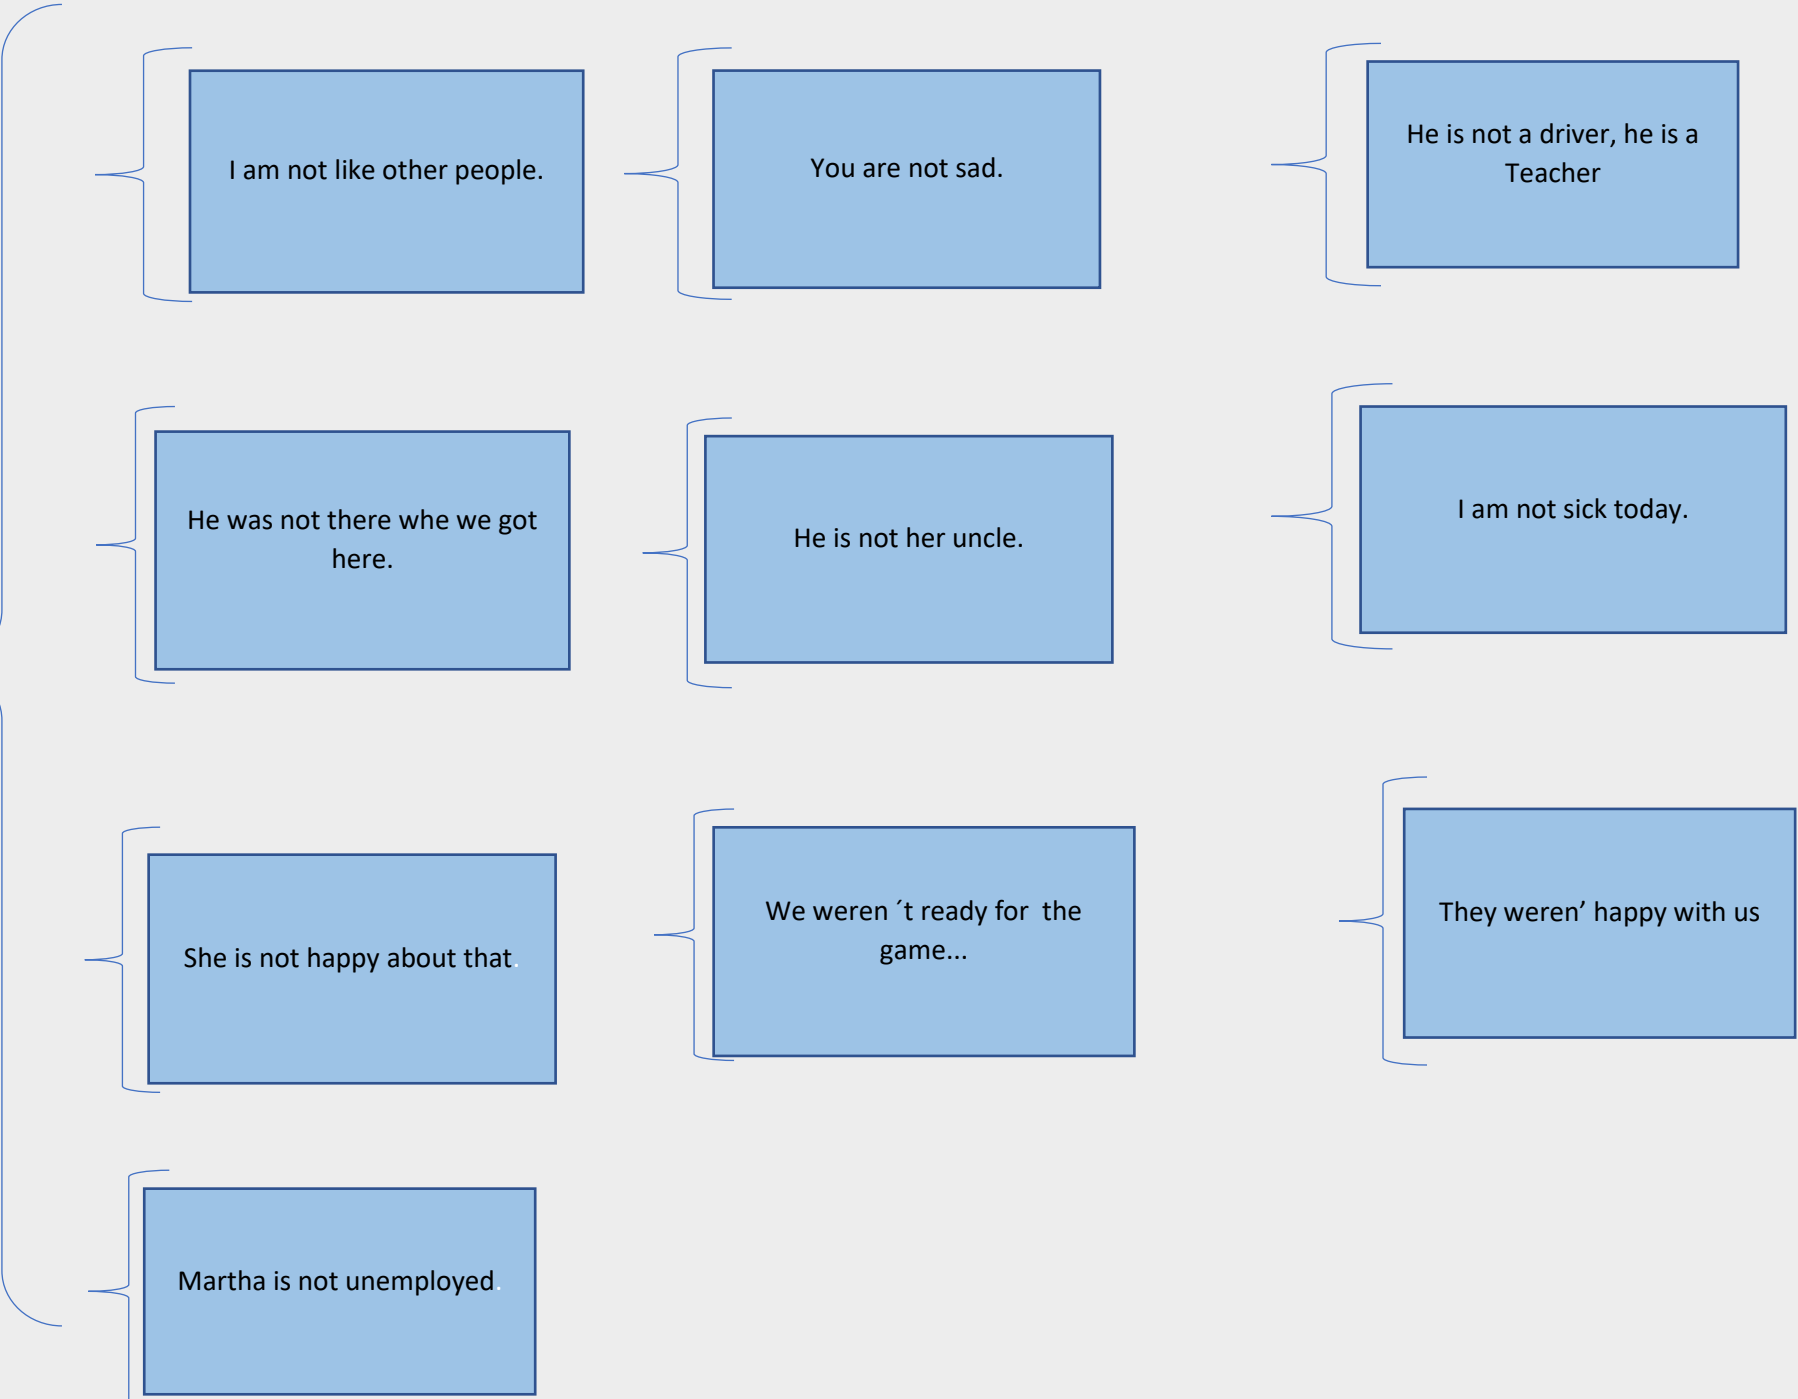 I am not like other people.
You are not sad.
He is not a driver, he is a
Teacher
He was not there whe we got
here.
He is not her uncle.
I am not sick today.
She is not happy about that.
We weren ´t ready for  the
game...
They weren’ happy with us
Martha is not unemployed.